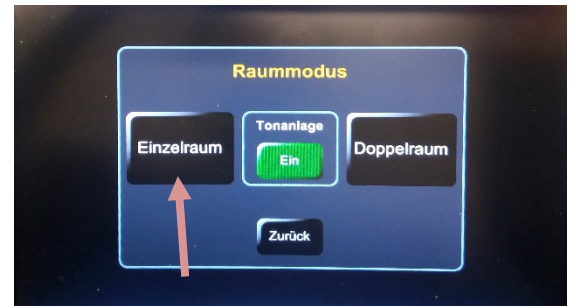 Raummodus
Einzelraum
Tonanlage
Ein
Doppelraum
Zurück